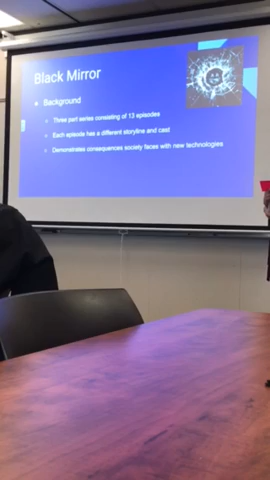 Black Mirror
Background
Three part series consisting of 13 episodes
Each episode has a different storyline and cast
Demonstrates consequences society faces with new technologies